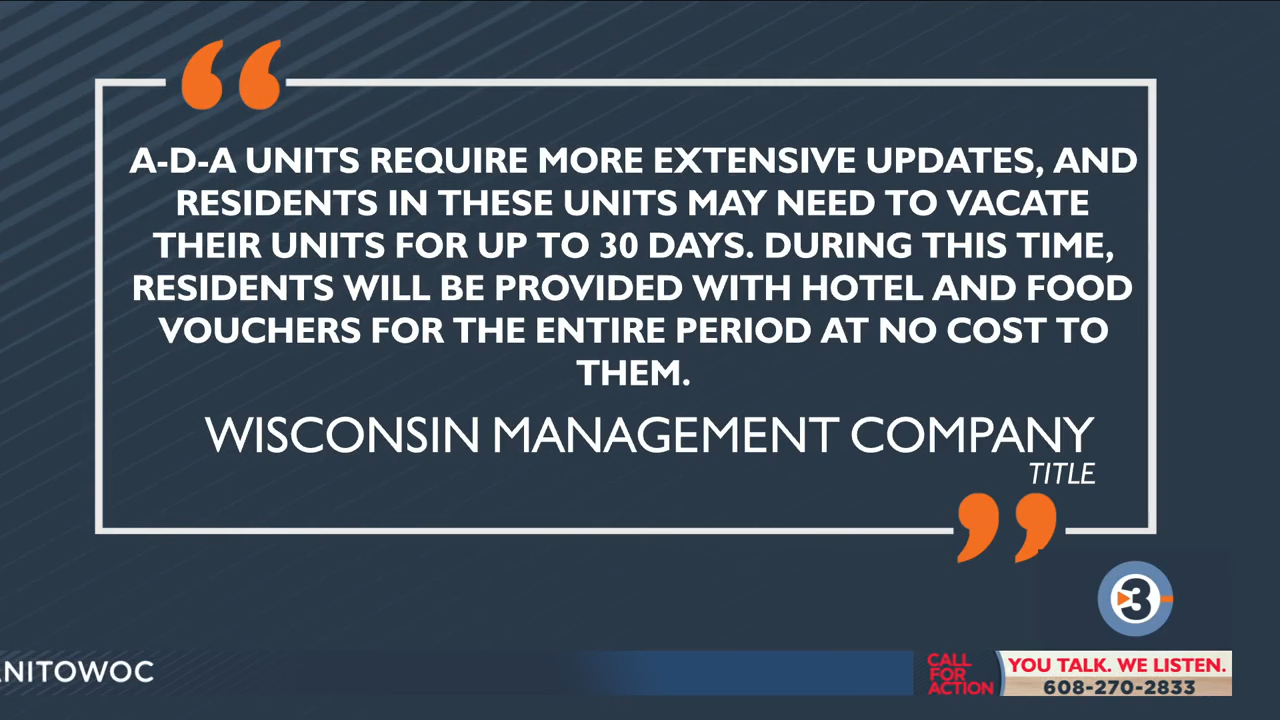 A-D-A UNITS REQUIRE MORE EXTENSIVE UPDATES, AND
RESIDENTS IN THESE UNITS MAY NEED TO VACATE
THEIR UNITS FOR UP TO 30 DAYS. DURING THIS TIME,
RESIDENTS WILL BE PROVIDED WITH HOTEL AND FOOD
VOUCHERS FOR THE ENTIRE PERIOD AT NO COST TO
THEM.
WISCONSIN MANAGEMENT COMPANY
TITLE
3
ANITOWOC
CALL
FOR
ACTION
YOU TALK. WE LISTEN.
608-270-2833